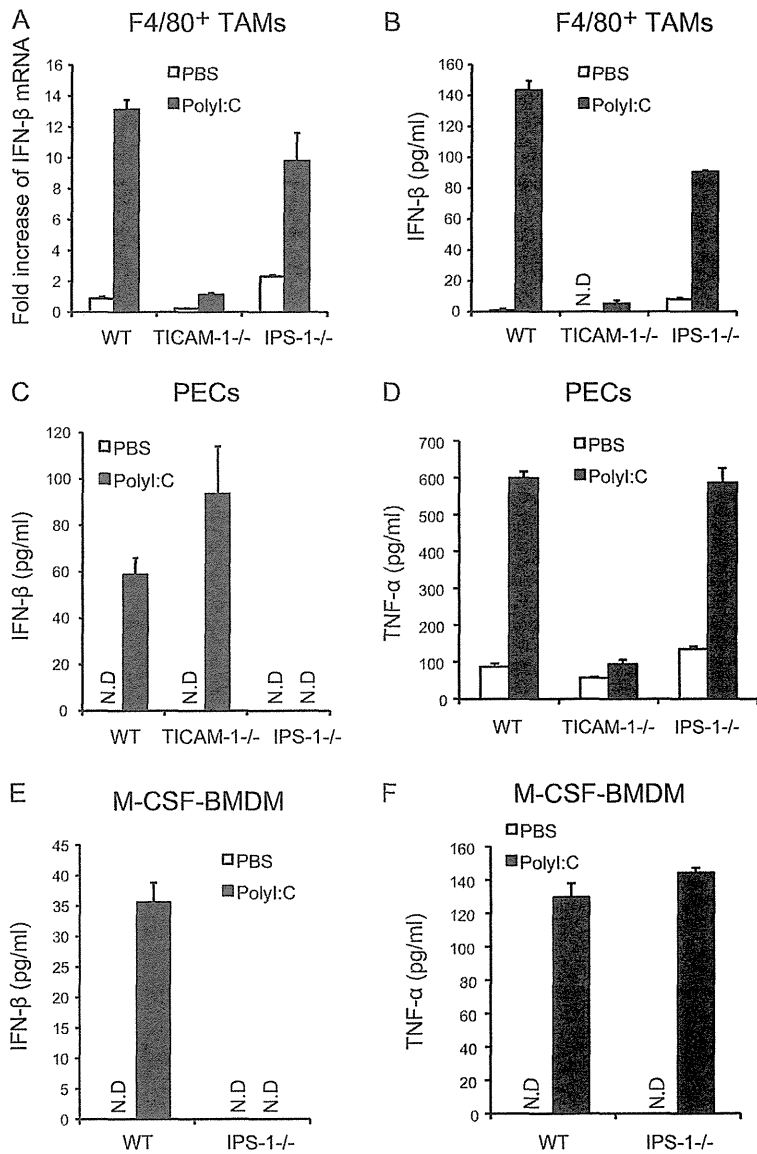 A
F4/80+ TAMs
Fold increase of IFN-β mRNA
16
14
12
10
8
6
4
2
0
PBS
PolyI:C
WT TICAM-1-/- IPS-1-/-
B
F4/80+ TAMs
IFN-β (pg/ml)
160
140
120
100
80
60
40
20
0
PBS
PolyI:C
N.D
WT TICAM-1-/- IPS-1-/-
C
PECs
IFN-β (pg/ml)
120
100
80
60
40
20
0
PBS
PolyI:C
N.D
N.D
N.D
N.D
WT TICAM-1-/- IPS-1-/-
D
PECs
TNF-α (pg/ml)
700
600
500
400
300
200
100
0
PBS
PolyI:C
WT TICAM-1-/- IPS-1-/-
E
M-CSF-BMDM
IFN-β (pg/ml)
45
40
35
30
25
20
15
10
5
0
PBS
PolyI:C
N.D
N.D
N.D
WT IPS-1-/-
F
M-CSF-BMDM
TNF-α (pg/ml)
160
140
120
100
80
60
40
20
0
PBS
PolyI:C
N.D
N.D
WT IPS-1-/-